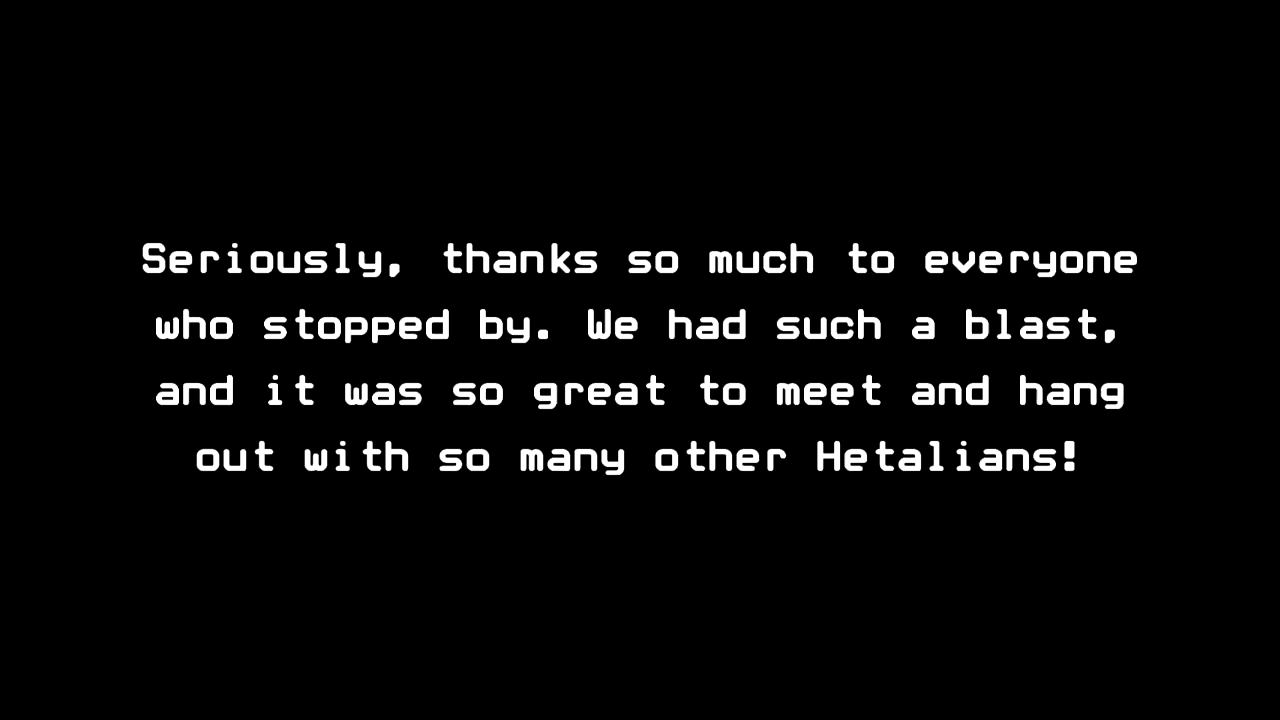 Seriously, thanks so much to everyone
who stopped by. We had such a blast,
and it was so great to meet and hang
out with so many other Hetalians!